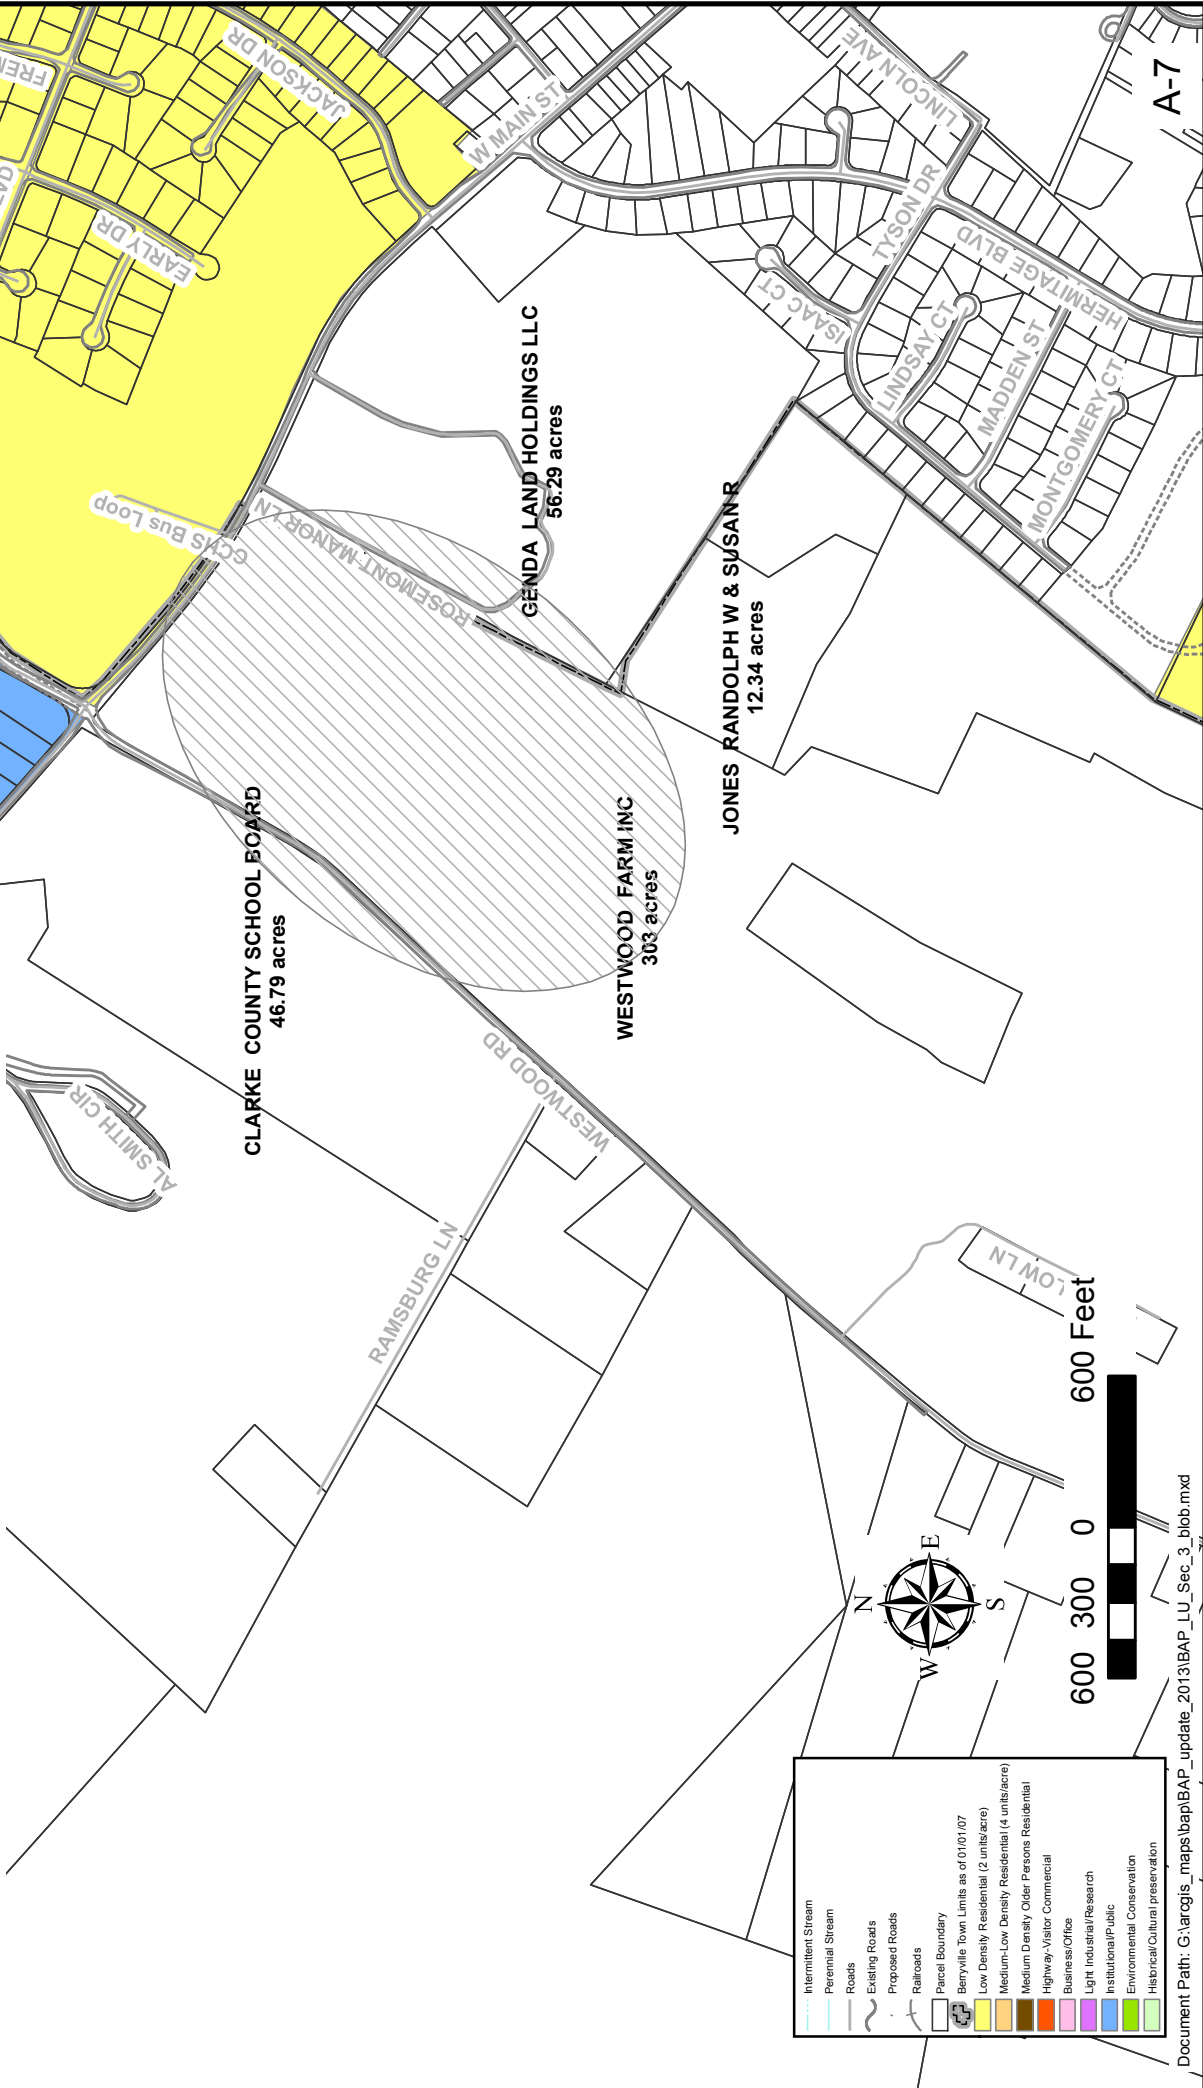 FREM
LVD
JACKSON DR
EARLY DR
W MAIN ST
LINCOLN AVE
A-7
TYSON DR
HERMITAGE BLVD
ISAAC CT
LINDSAY CT
MADDEN ST
MONTGOMERY CT
CCHS Bus Loop
ROSEMONT MANOR LN
GENDA LAND HOLDINGS LLC
56.29 acres
JONES RANDOLPH W & SUSAN R
12.34 acres
CLARKE COUNTY SCHOOL BOARD
46.79 acres
WESTWOOD FARM INC
303 acres
WESTWOOD RD
AL SMITH CIR
RAMSBURG LN
LOW LN
N
E
S
W
600 300 0 600 Feet
Intermittent Stream
Perennial Stream
Roads
Existing Roads
Proposed Roads
Railroads
Parcel Boundary
Berryville Town Limits as of 01/01/07
Low Density Residential (2 units/acre)
Medium-Low Density Residential (4 units/acre)
Medium Density Older Persons Residential
Highway-Visitor Commercial
Business/Office
Light Industrial/Research
Institutional/Public
Environmental Conservation
Historical/Cultural preservation
Document Path: G:\arcgis_maps\bap\BAP_update_2013\BAP_LU_Sec_3_blob.mxd